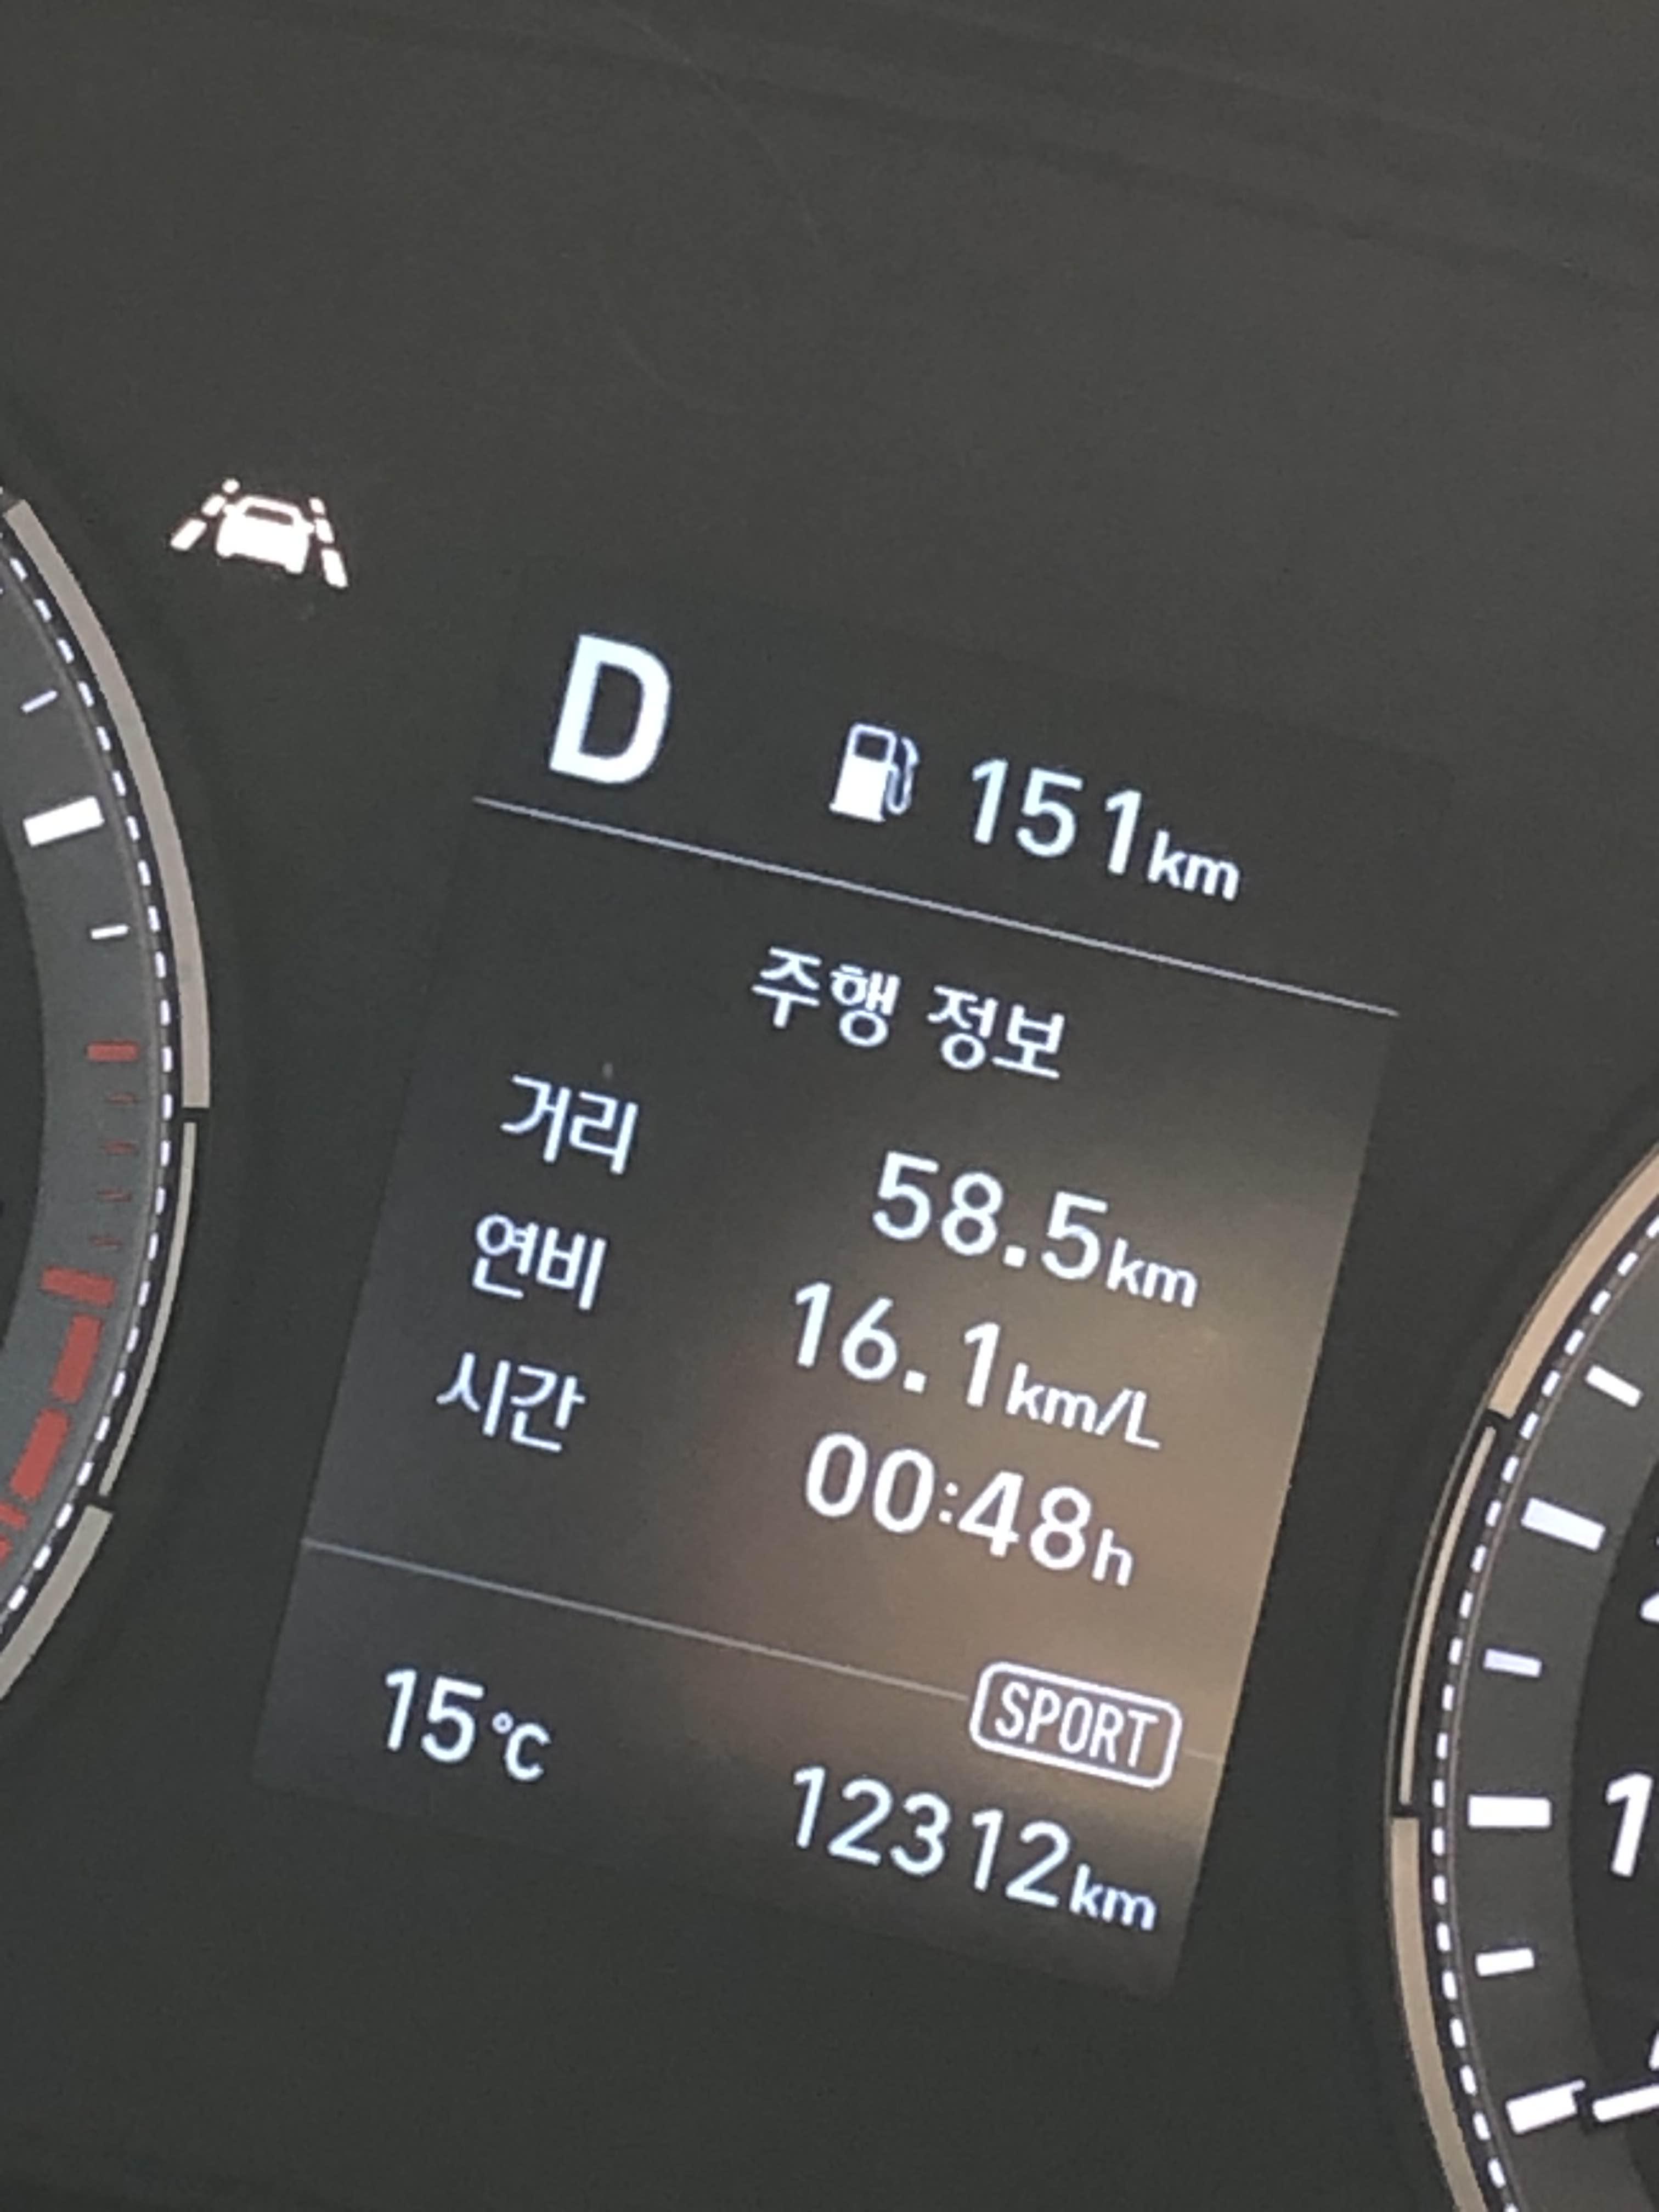 D 151km
주행 정보
거리 58.5km
연비 16.1km/L
시간 00:48h
SPORT
15℃ 12312km
1